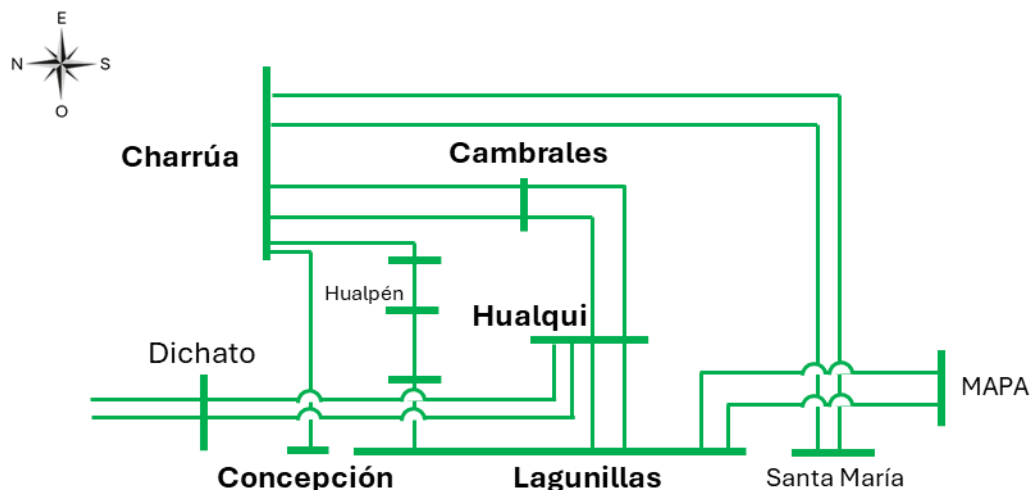 E
N
S
O
Charrúa
Cambrales
Hualpén
Hualqui
Dichato
MAPA
Concepción
Lagunillas
Santa María